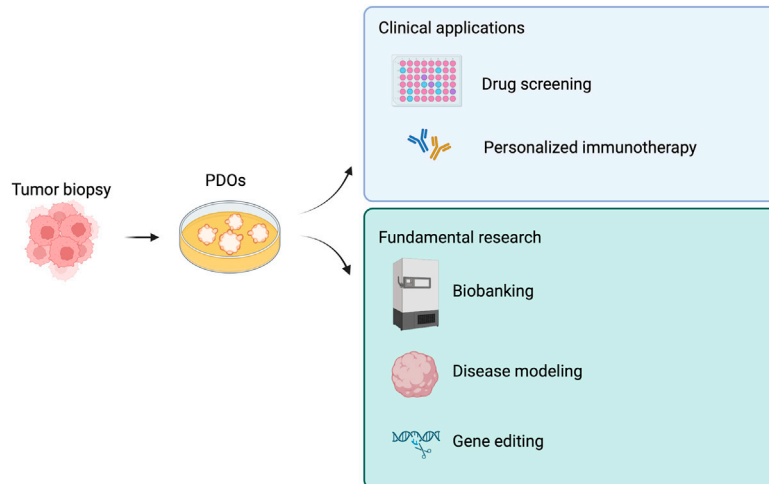 Tumor biopsy
PDOs
Clinical applications
Drug screening
Personalized immunotherapy
Fundamental research
Biobanking
Disease modeling
Gene editing